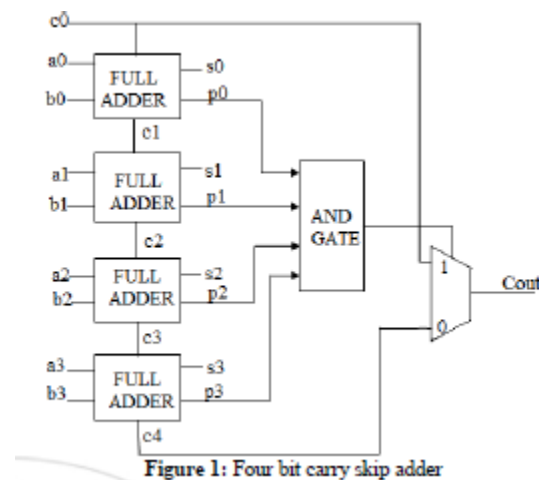 c0
a0
FULL
ADDER
s0
b0
p0
c1
a1
FULL
ADDER
s1
b1
p1
AND
GATE
c2
a2
FULL
ADDER
s2
b2
p2
1
Cout
0
c3
a3
FULL
ADDER
s3
b3
p3
c4
Figure 1: Four bit carry skip adder